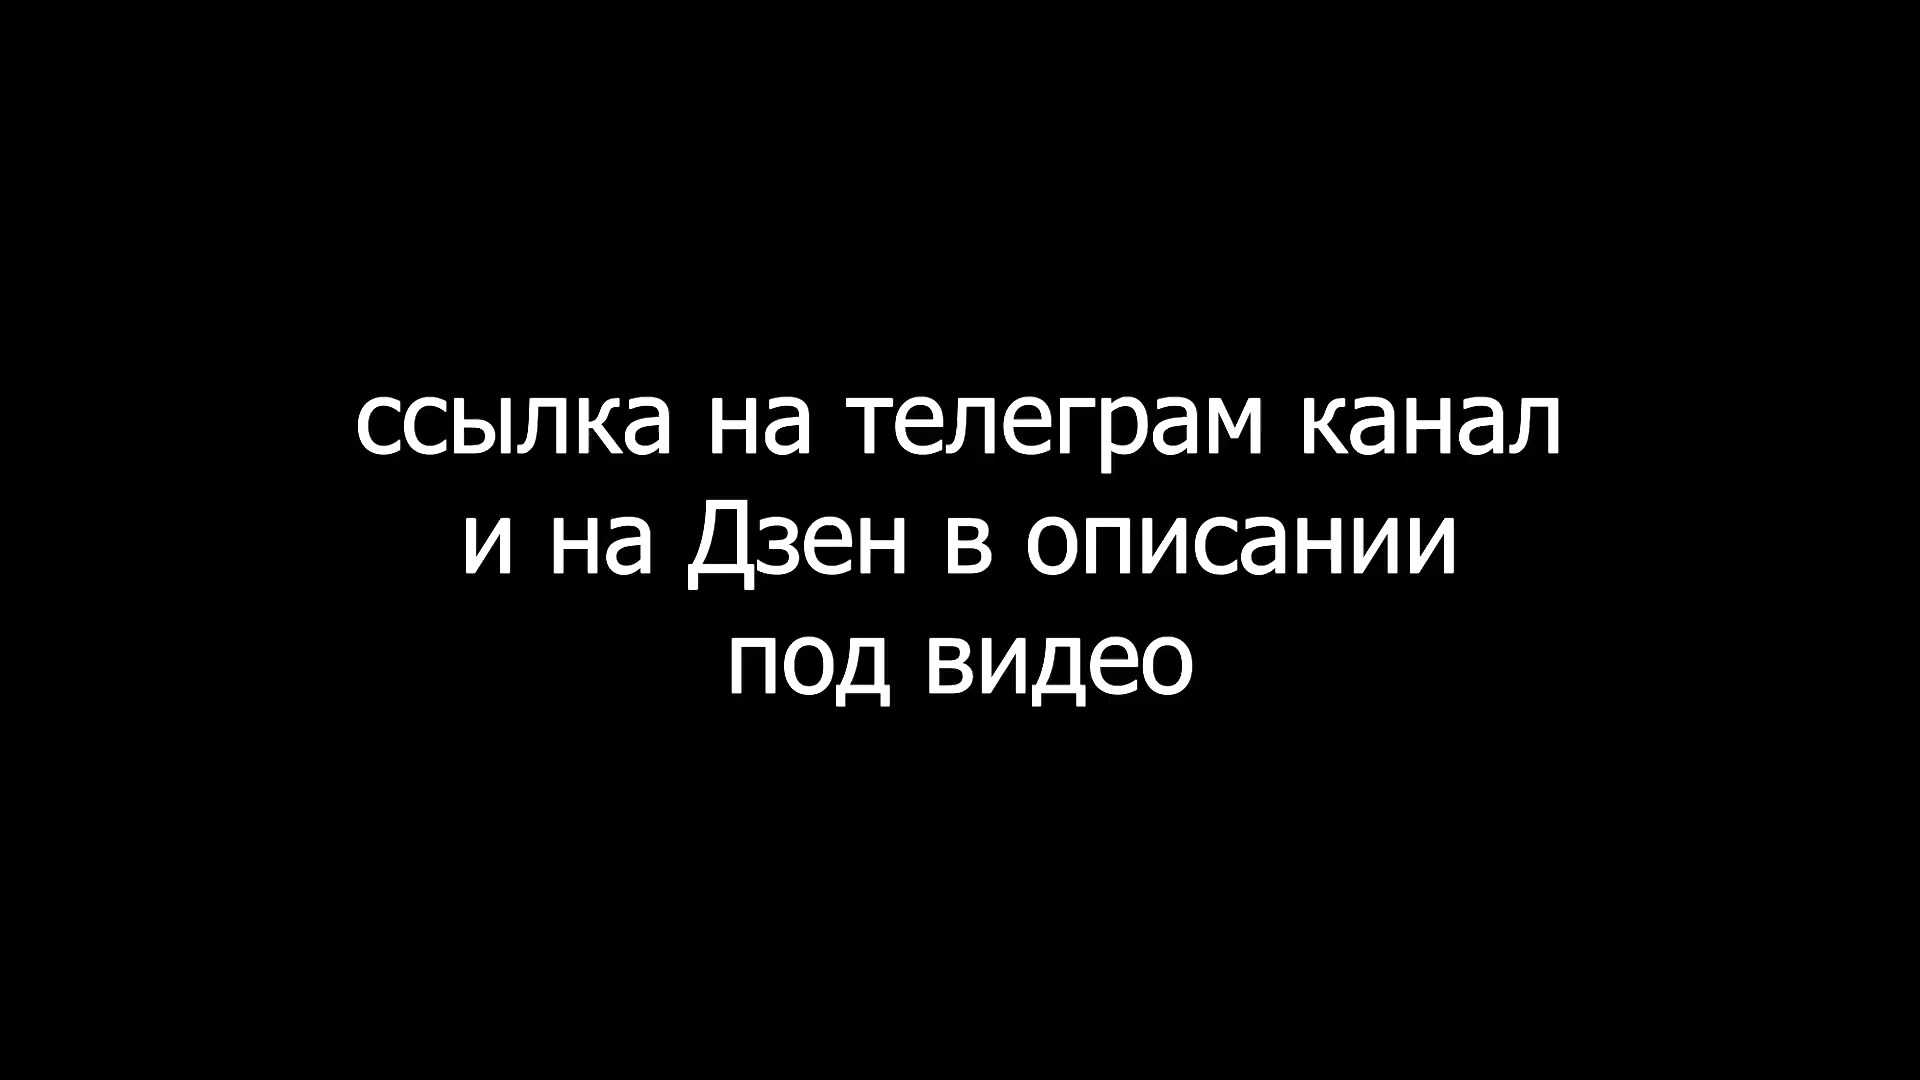 ссылка на телеграм канал
и на Дзен в описании
под видео